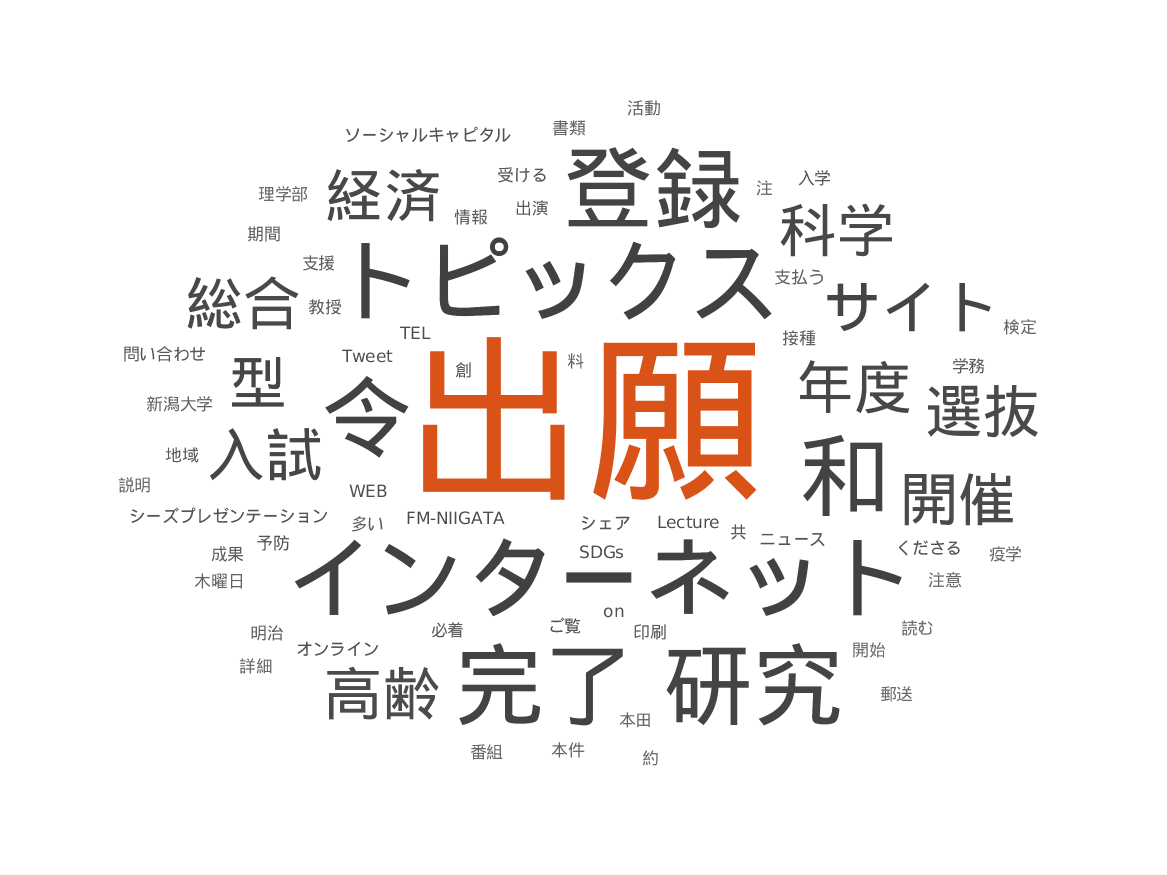 活動
書類
ソーシャルキャピタル
登録
受ける
入学
注
理学部
経済
出演
情報
科学
期間
トピックス
支援
支払う
総合
教授
サイト
検定
TEL
接種
問い合わせ
Tweet
創
料
出願
学務
型
令
年度
選抜
新潟大学
地域
入試
和
説明
WEB
開催
シーズプレゼンテーション
多い
FM-NIIGATA
シェア
Lecture
共
ニュース
予防
成果
SDGs
くださる
疫学
木曜日
インターネット
注意
on
明治
必着
ご覧
印刷
読む
オンライン
開始
詳細
高齢
完了
研究
郵送
本田
番組
本件
約